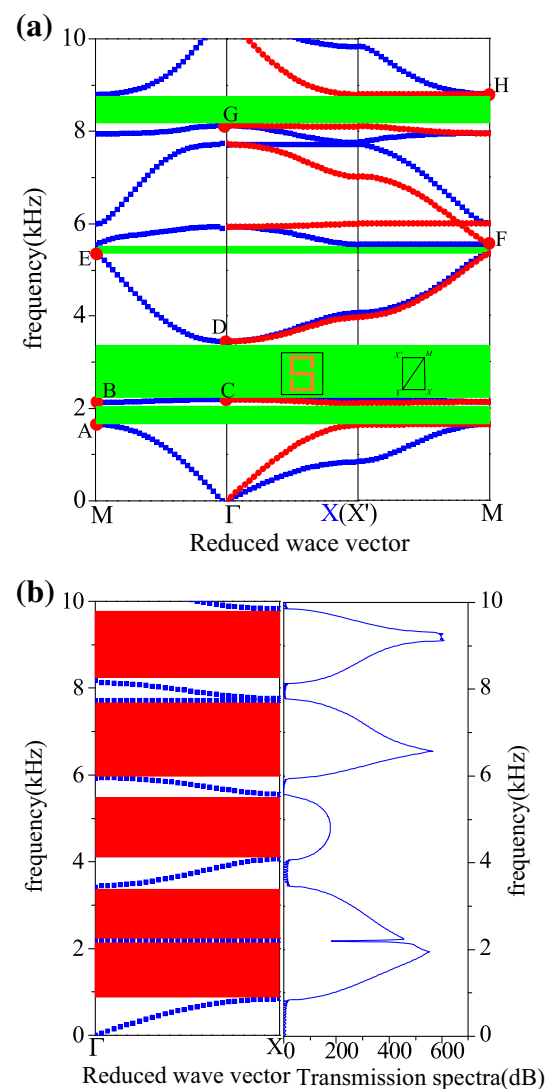 (a)
10
8
6
4
2
0
frequency(kHz)
H
G
F
E
D
C
B
A
X'
M
Γ
X
M
Γ
X(X')
M
Reduced wace vector
(b)
10
8
6
4
2
0
frequency(kHz)
10
8
6
4
2
0
frequency(kHz)
Γ
X
0
200
400
600
Reduced wave vector
Transmission spectra(dB)